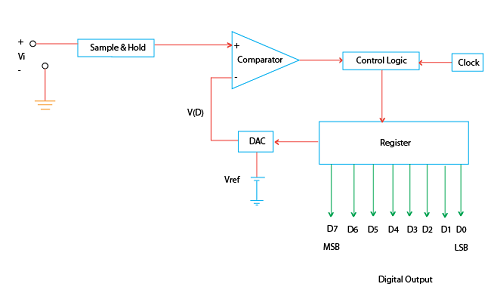 +
Vi
-
Sample & Hold
+
Comparator
-
Control Logic
Clock
V(D)
DAC
Register
Vref
D7 D6 D5 D4 D3 D2 D1 D0
MSB LSB
Digital Output